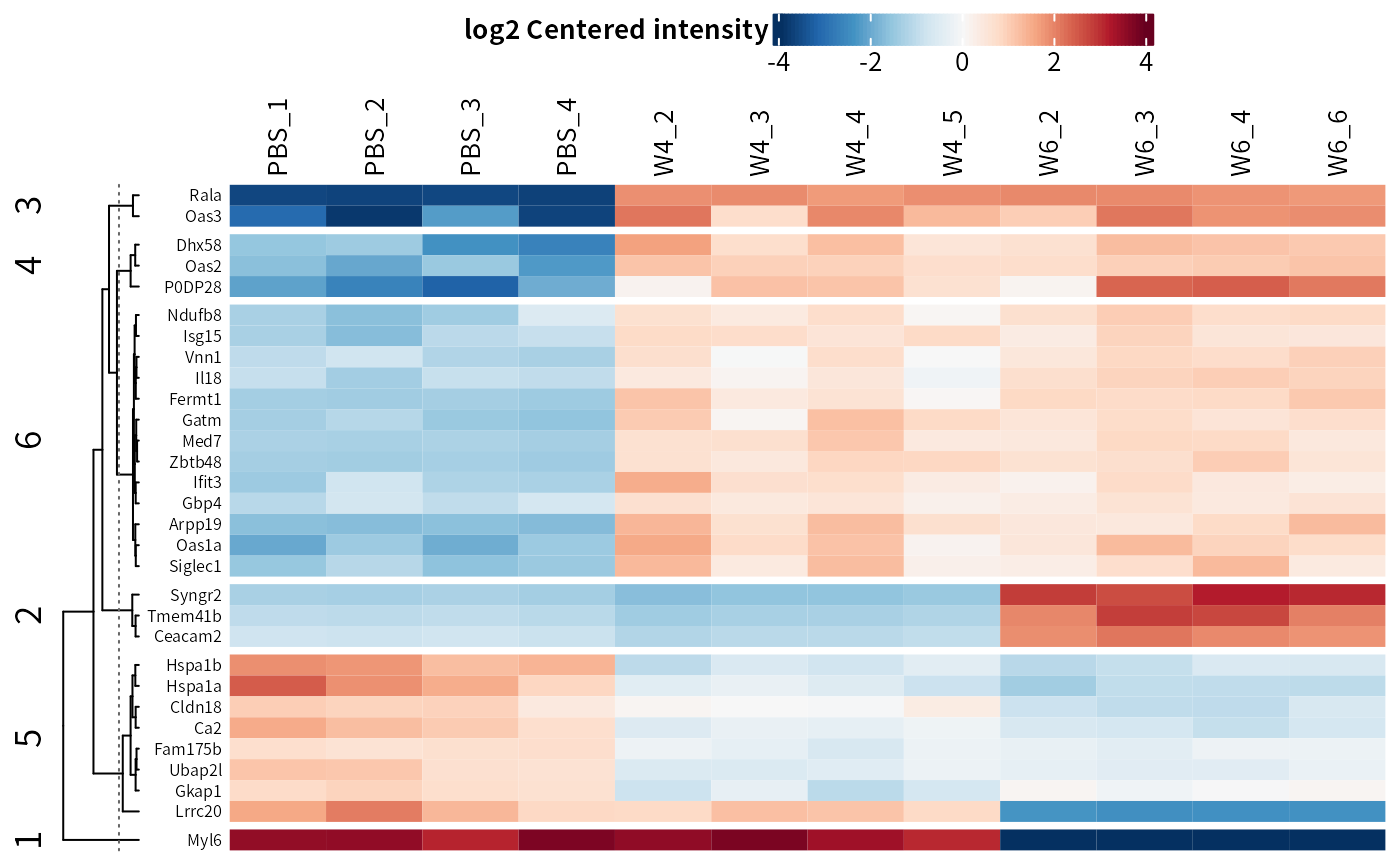 log2 Centered intensity
-4 -2 0 2 4
PBS_1 PBS_2 PBS_3 PBS_4 W4_2 W4_3 W4_4 W4_5 W6_2 W6_3 W6_4 W6_6
3
Rala
Oas3
4
Dhx58
Oas2
P0DP28
6
Ndufb8
Isg15
Vnn1
Il18
Fermt1
Gatm
Med7
Zbtb48
Ifit3
Gbp4
Arpp19
Oas1a
Siglec1
2
Syngr2
Tmem41b
Ceacam2
5
Hspa1b
Hspa1a
Cldn18
Ca2
Fam175b
Ubap2l
Gkap1
Lrrc20
1
Myl6